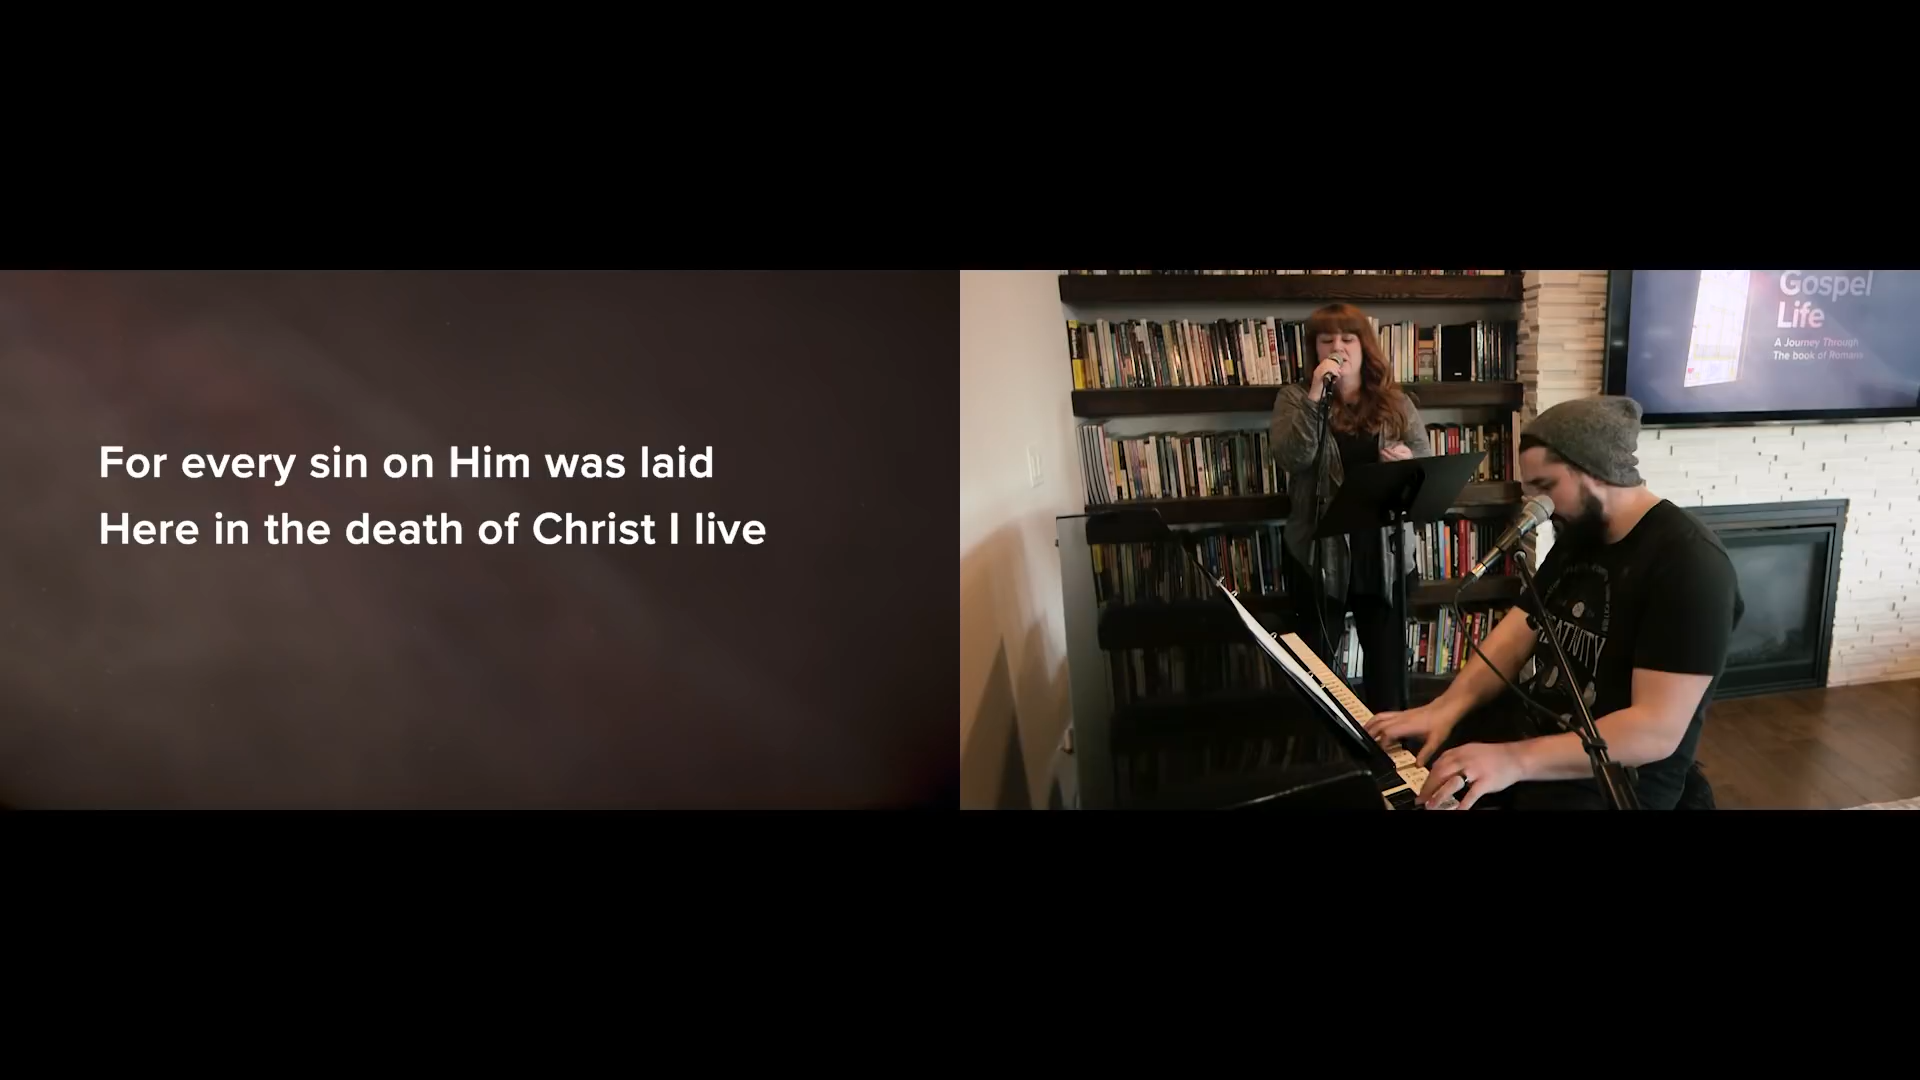 For every sin on Him was laid
Here in the death of Christ I live
Gospel
Life
A Journey Through
The book of Romans